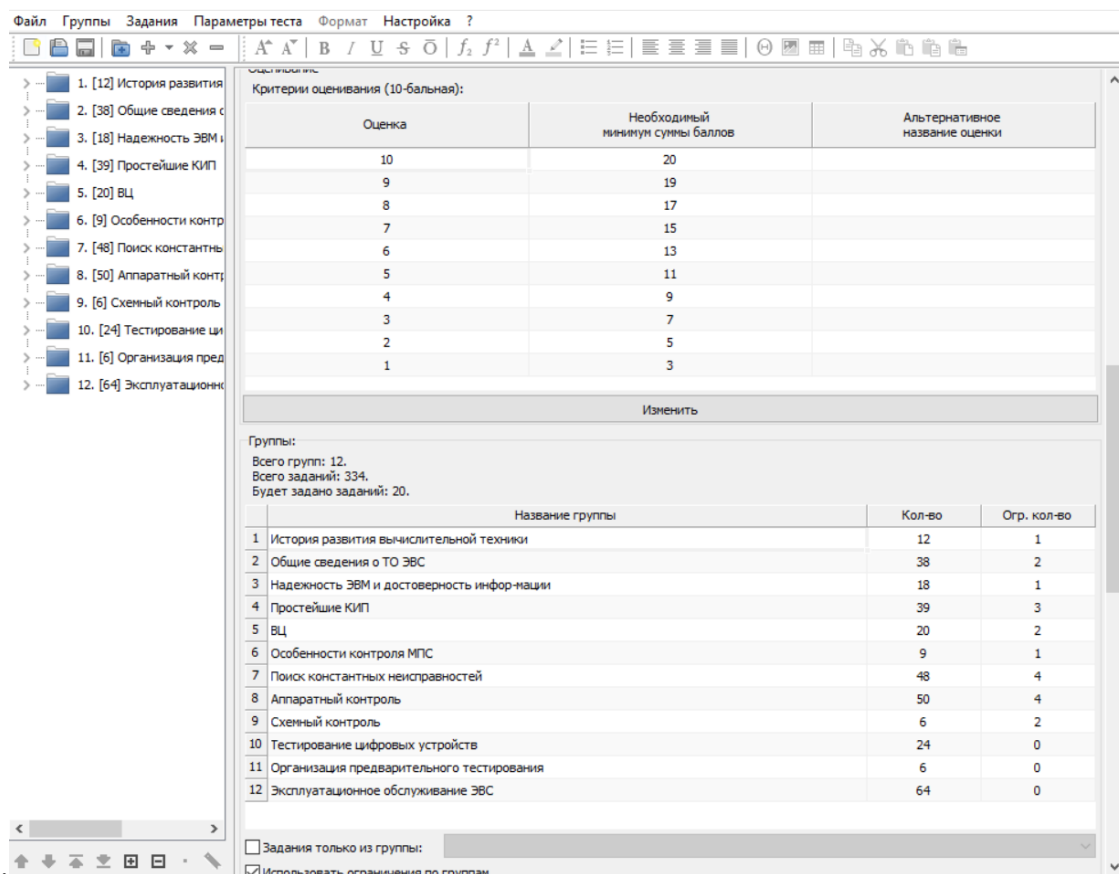 Файл Группы Задания Параметры теста Формат Настройка ?
1. [12] История развития
2. [38] Общие сведения с
3. [18] Надежность ЭВМ и
4. [39] Простейшие КИП
5. [20] ВЦ
6. [9] Особенности контр
7. [48] Поиск константны
8. [50] Аппаратный контр
9. [6] Схемный контроль
10. [24] Тестирование ци
11. [6] Организация пред
12. [64] Эксплуатационно
Оценивание
Критерии оценивания (10-бальная):
Оценка Необходимый минимум суммы баллов Альтернативное название оценки
10 20
9 19
8 17
7 15
6 13
5 11
4 9
3 7
2 5
1 3
Изменить
Группы:
Всего групп: 12.
Всего заданий: 334.
Будет задано заданий: 20.
Название группы Кол-во Огр. кол-во
1 История развития вычислительной техники 12 1
2 Общие сведения о ТО ЭВС 38 2
3 Надежность ЭВМ и достоверность инфор-мации 18 1
4 Простейшие КИП 39 3
5 ВЦ 20 2
6 Особенности контроля МПС 9 1
7 Поиск константных неисправностей 48 4
8 Аппаратный контроль 50 4
9 Схемный контроль 6 2
10 Тестирование цифровых устройств 24 0
11 Организация предварительного тестирования 6 0
12 Эксплуатационное обслуживание ЭВС 64 0
Задания только из группы:
Использовать ограничения по группам